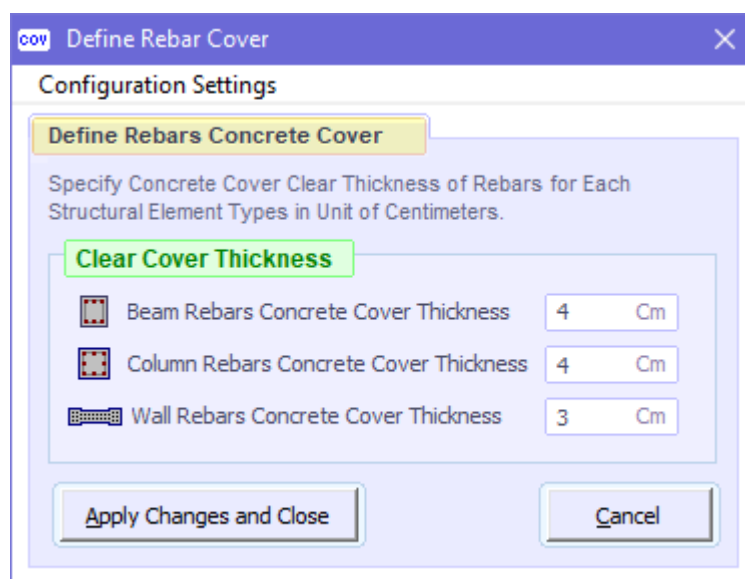 COV Define Rebar Cover
Configuration Settings
Define Rebars Concrete Cover
Specify Concrete Cover Clear Thickness of Rebars for Each
Structural Element Types in Unit of Centimeters.
Clear Cover Thickness
Beam Rebars Concrete Cover Thickness 4 Cm
Column Rebars Concrete Cover Thickness 4 Cm
Wall Rebars Concrete Cover Thickness 3 Cm
Apply Changes and Close Cancel